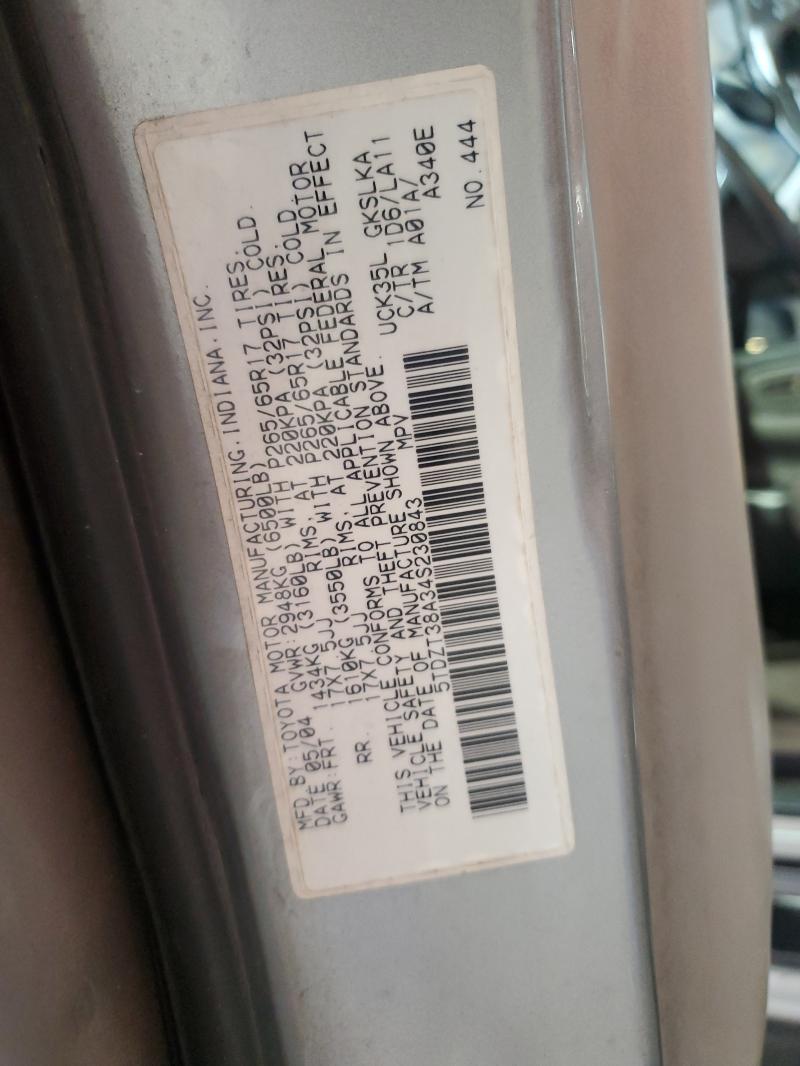 MFD BY:TOYOTA MOTOR MANUFACTURING,INDIANA,INC.
DATE 05/04 GVWR:2948KG (6500LB)
GAWR:FRT. 1434KG (3160LB) WITH P265/65R17 TIRES,
17X7.5JJ RIMS, AT 220KPA (32PSI) COLD.
RR. 1610KG (3550LB) WITH P265/65R17 TIRES,
17X7.5JJ RIMS, AT 220KPA (32PSI) COLD.
THIS VEHICLE CONFORMS TO ALL APPLICABLE FEDERAL MOTOR
VEHICLE SAFETY AND THEFT PREVENTION STANDARDS IN EFFECT
ON THE DATE OF MANUFACTURE SHOWN ABOVE.
5TDZT38A34S230843 MPV
UCK35L GKSLKA
C/TR 1D6/LA11
A/TM A01A/
A340E
NO.444